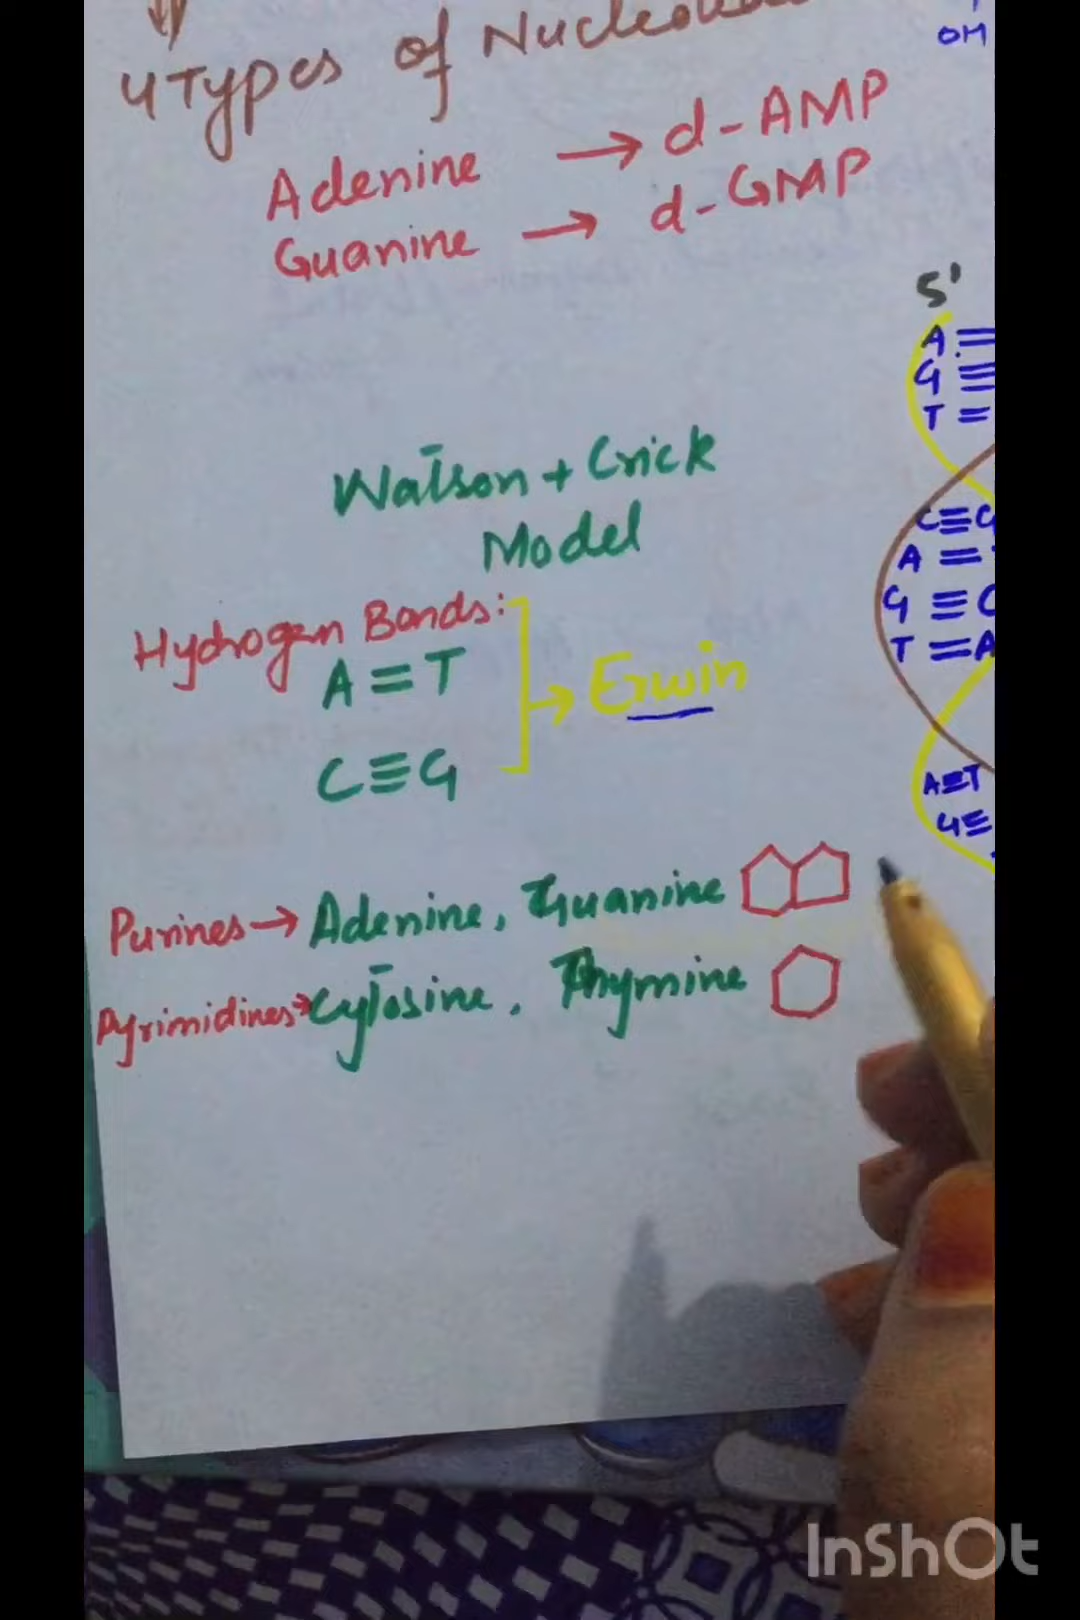 4 Types of
OH
Adenine → d-AMP
Guanine → d-GMP
5'
A =
G ≡
T =
Watson + Crick
Model
C≡G
A =
G ≡ C
T = A
Hydrogen Bonds:
A = T
→ Erwin
C≡G
A=T
G≡
Purines → Adenine, Guanine
Pyrimidines → Cytosine, Thymine
InShOt